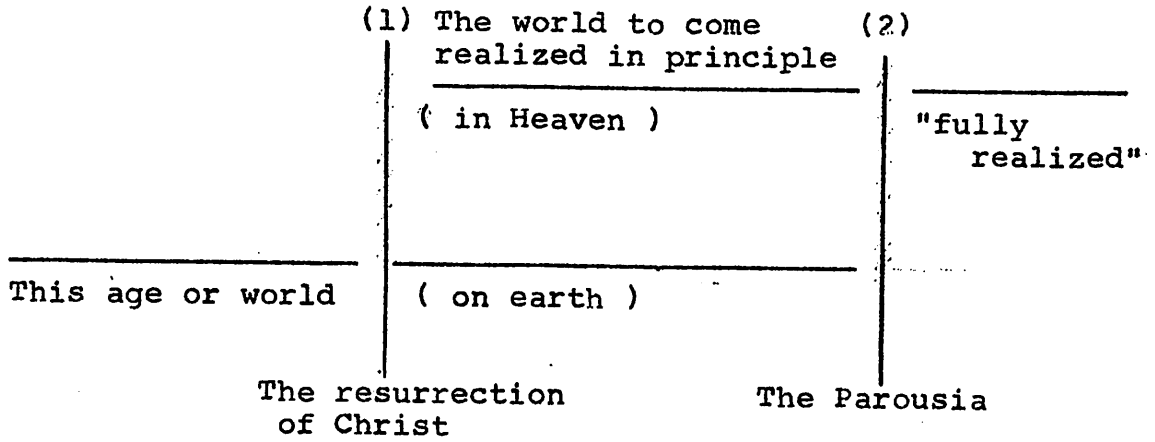 (1) The world to come (2)
realized in principle
( in Heaven )
"fully
realized"
This age or world ( on earth )
The resurrection
of Christ
The Parousia